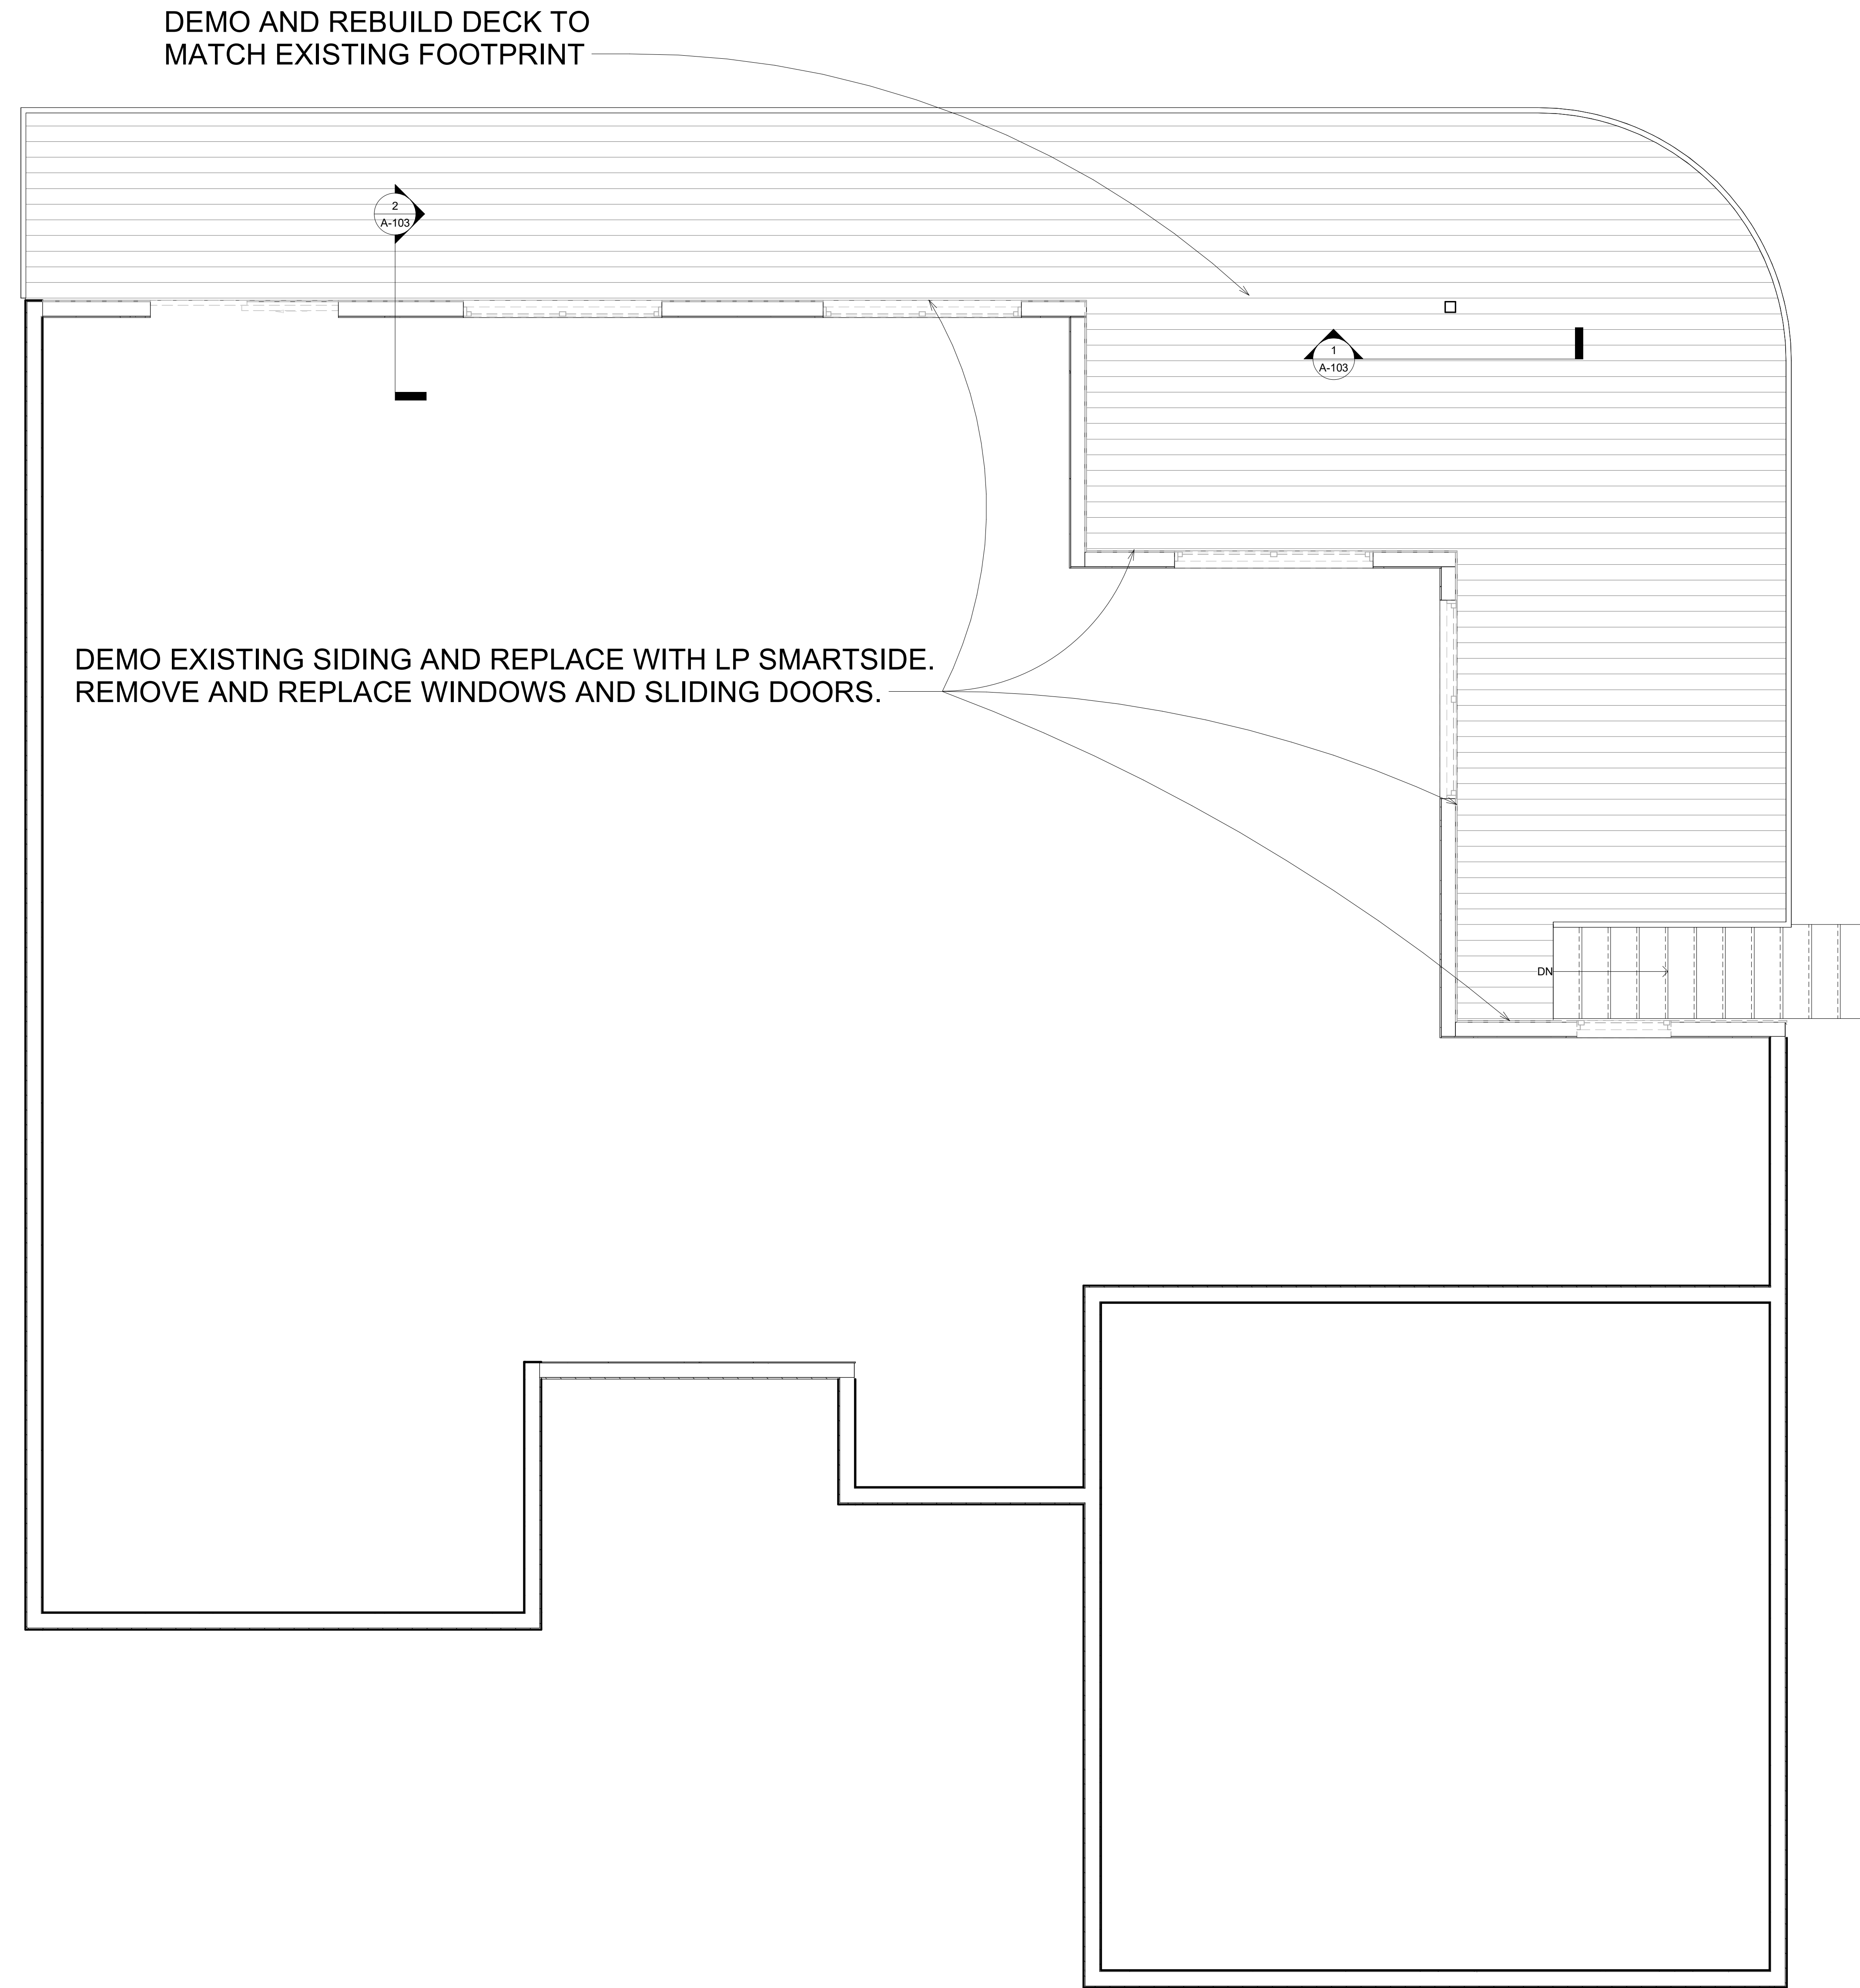 DEMO AND REBUILD DECK TO
MATCH EXISTING FOOTPRINT
2
A-103
1
A-103
DEMO EXISTING SIDING AND REPLACE WITH LP SMARTSIDE.
REMOVE AND REPLACE WINDOWS AND SLIDING DOORS.
DN